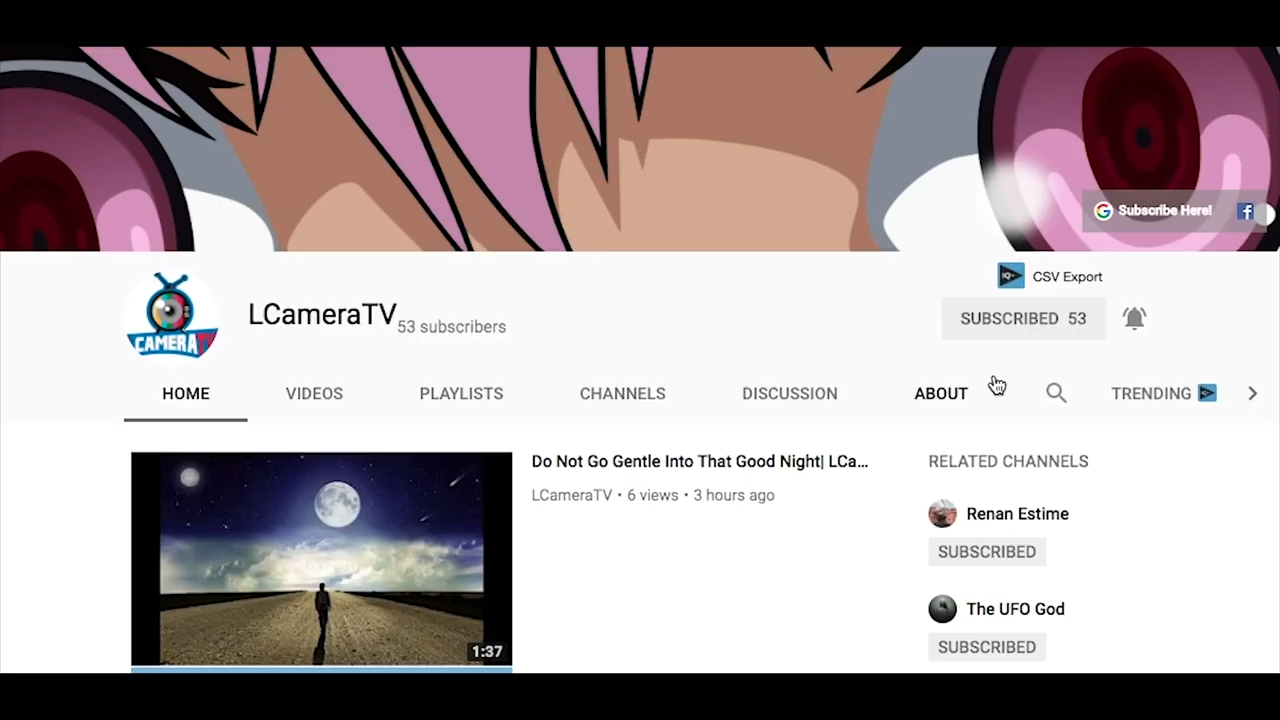 Subscribe Here!
CSV Export
CAMERATV
LCameraTV 53 subscribers
SUBSCRIBED 53
HOME VIDEOS PLAYLISTS CHANNELS DISCUSSION ABOUT TRENDING
Do Not Go Gentle Into That Good Night| LCa...
LCameraTV • 6 views • 3 hours ago
1:37
RELATED CHANNELS
Renan Estime
SUBSCRIBED
The UFO God
SUBSCRIBED